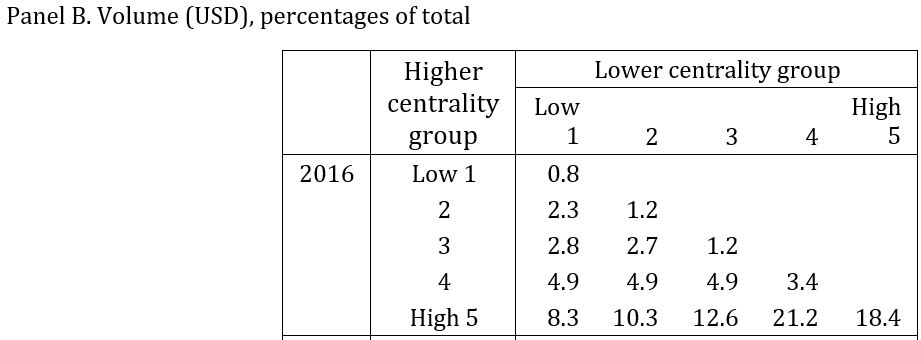 Panel B. Volume (USD), percentages of total
Higher centrality group Lower centrality group
Low 1 2 3 4 High 5
2016 Low 1 0.8
2 2.3 1.2
3 2.8 2.7 1.2
4 4.9 4.9 4.9 3.4
High 5 8.3 10.3 12.6 21.2 18.4